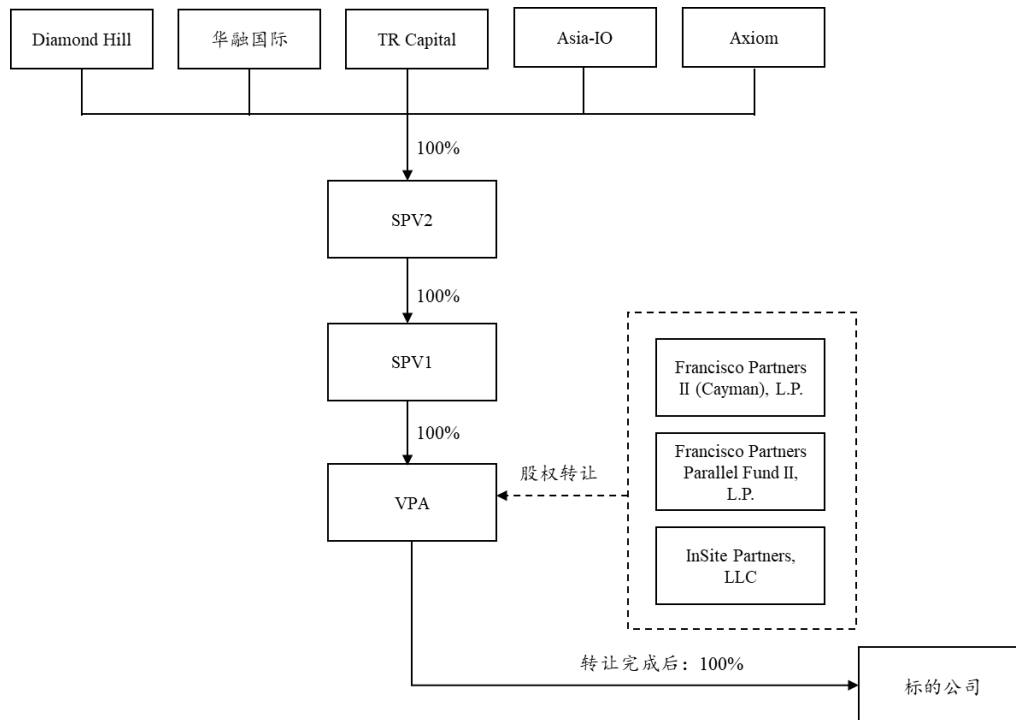 Diamond Hill
华融国际
TR Capital
Asia-IO
Axiom
100%
SPV2
100%
SPV1
100%
VPA
股权转让
Francisco Partners
II (Cayman), L.P.
Francisco Partners
Parallel Fund II,
L.P.
InSite Partners,
LLC
转让完成后：100%
标的公司